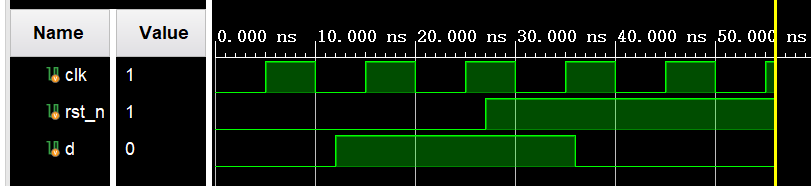 Name Value 0.000 ns 10.000 ns 20.000 ns 30.000 ns 40.000 ns 50.000 ns
clk 1
rst_n 1
d 0